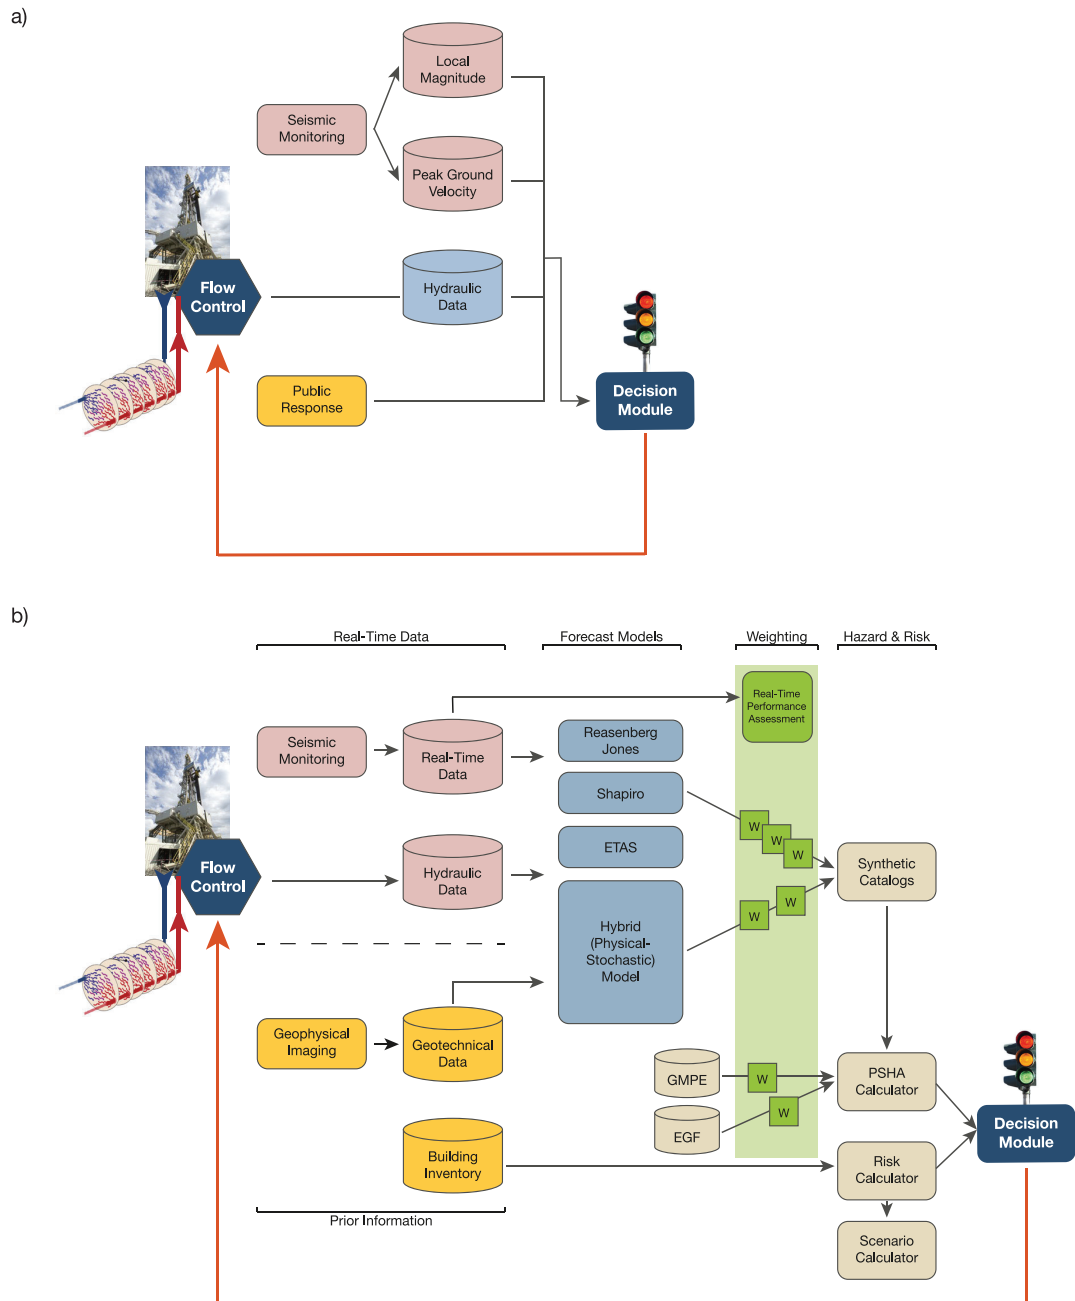 a)
Local
Magnitude
Seismic
Monitoring
Peak Ground
Velocity
Flow
Control
Hydraulic
Data
Public
Response
Decision
Module
b)
Real-Time Data
Forecast Models
Weighting
Hazard & Risk
Real-Time
Performance
Assessment
Seismic
Monitoring
Real-Time
Data
Reasenberg
Jones
Shapiro
W
W
W
ETAS
Flow
Control
Hydraulic Data
Synthetic
Catalogs
W
W
Hybrid
(Physical-
Stochastic)
Model
Geophysical
Imaging
Geotechnical
Data
GMPE
W
PSHA
Calculator
EGF
W
Decision
Module
Building
Inventory
Risk
Calculator
Prior Information
Scenario
Calculator